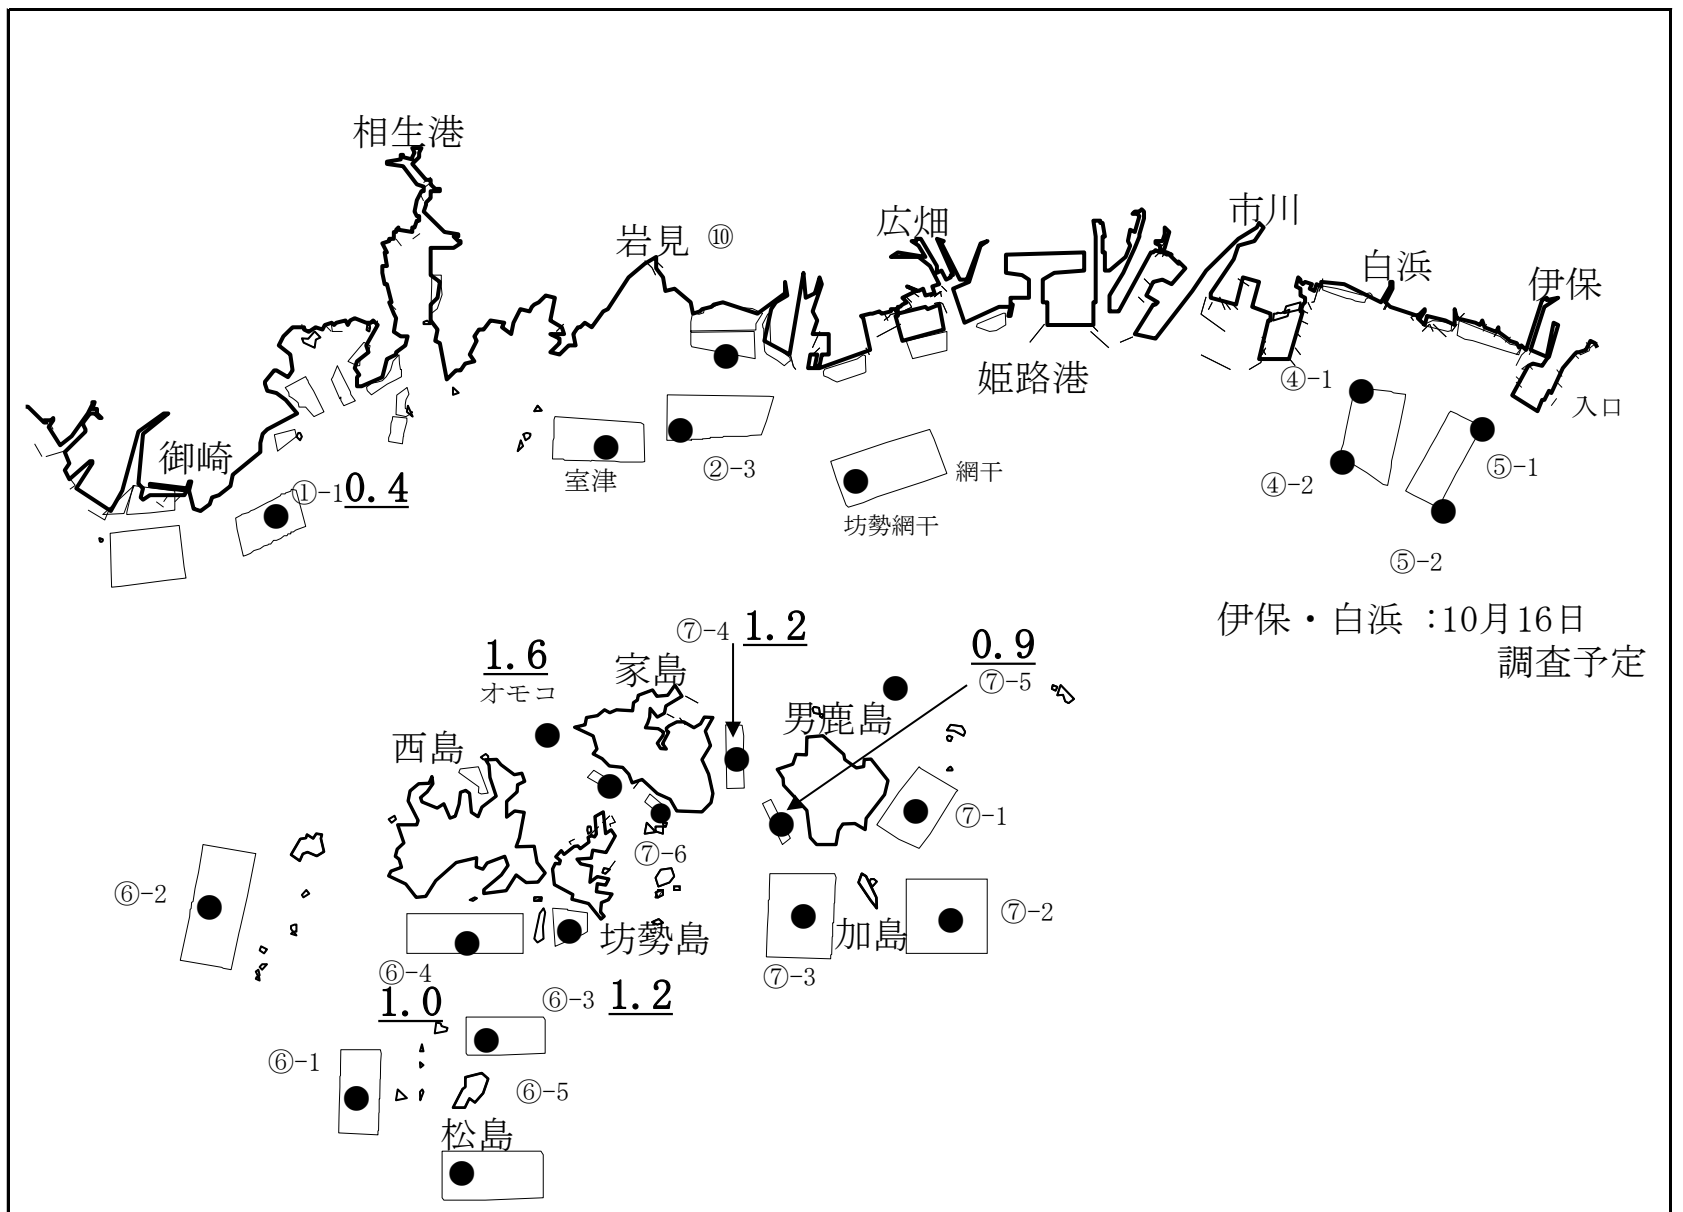 相生港
市川
広畑
岩見 ⑩
白浜
伊保
姫路港
④-1
入口
御崎
②-3
室津
網干
⑤-1
④-2
①-1 0.4
坊勢網干
⑤-2
伊保・白浜 :10月16日
調査予定
⑦-4 1.2
0.9
1.6
家島
⑦-5
オモコ
男鹿島
西島
⑦-1
⑦-6
⑥-2
⑦-2
坊勢島
加島
⑥-4
⑦-3
1.0
⑥-3 1.2
⑥-1
⑥-5
松島